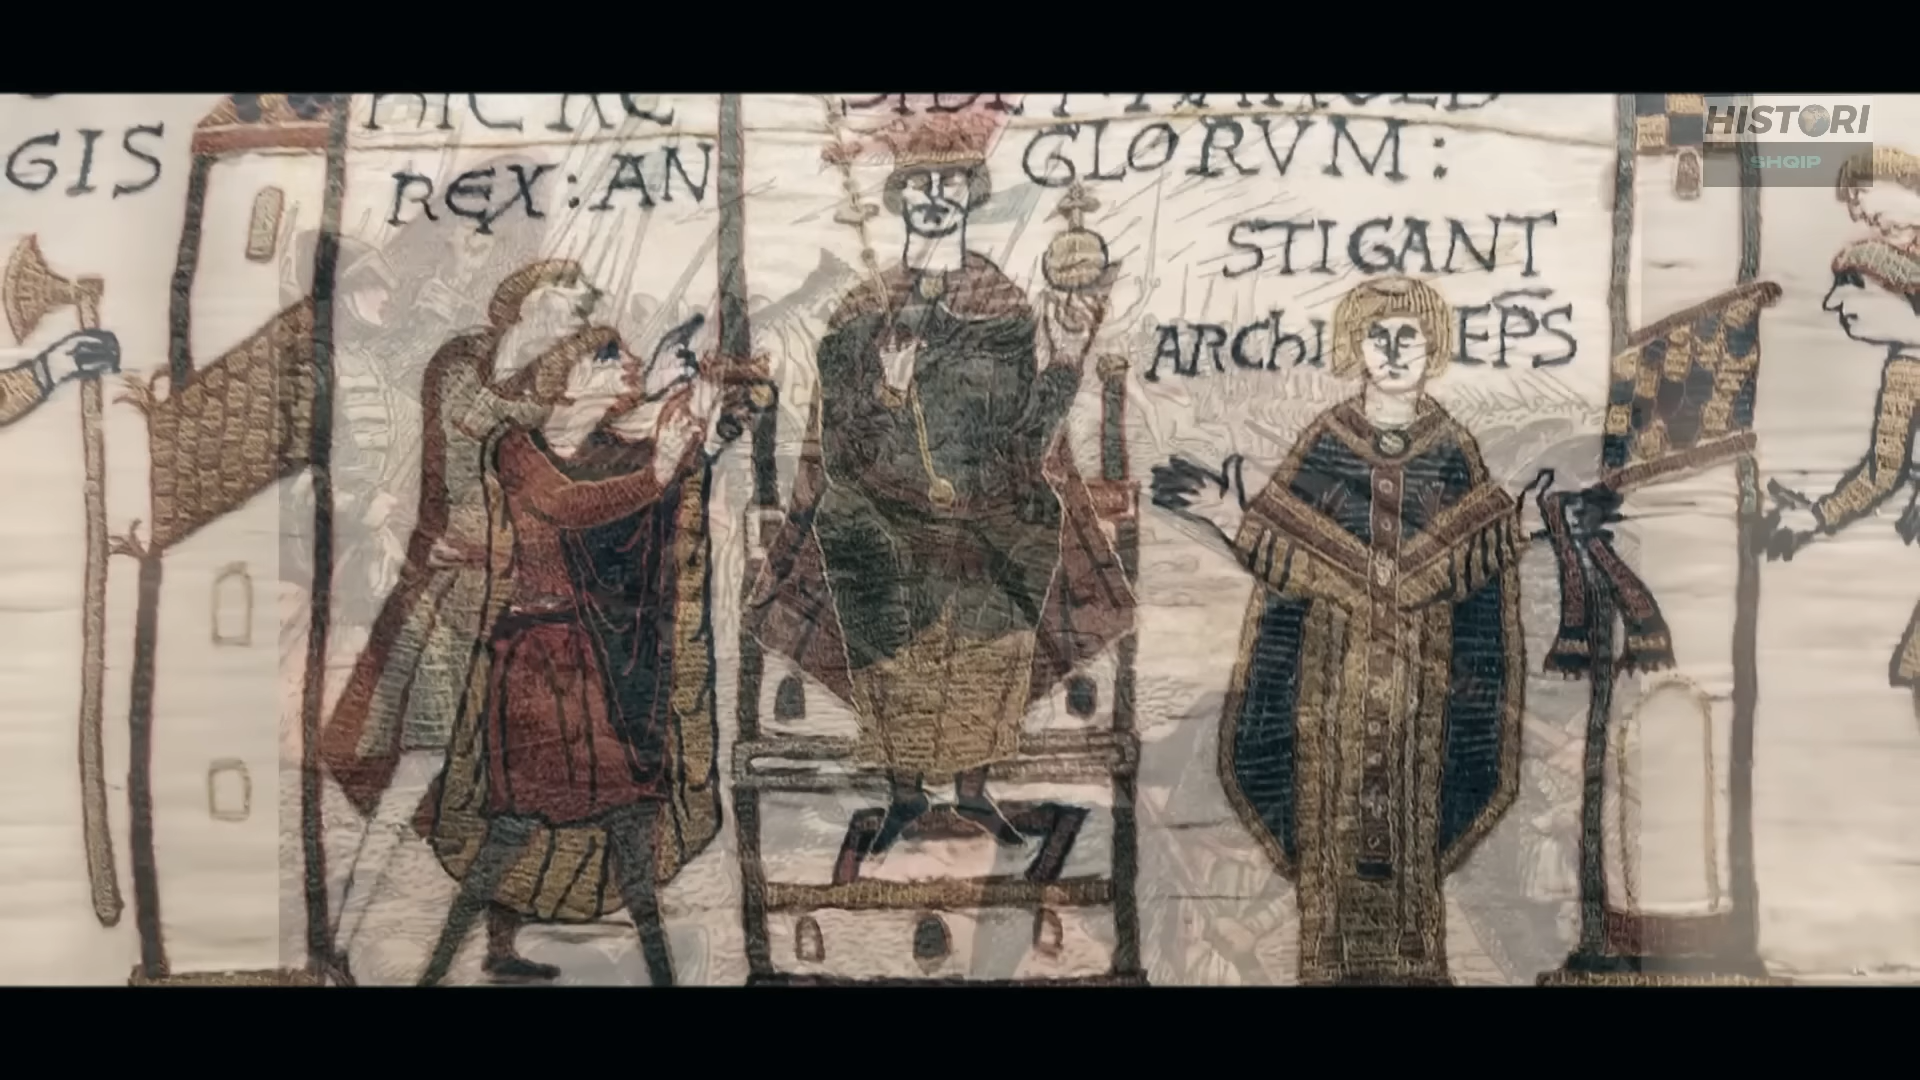 GIS
REX : AN
GLORVM :
STIGANT
ARChI EPS
HISTORI
SHQIP